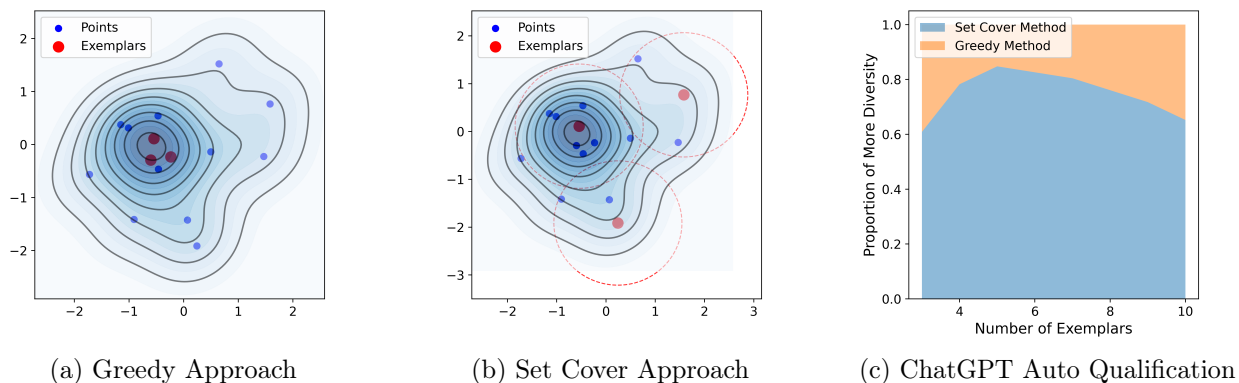 Points
Exemplars
2
1
0
−1
−2
−2
−1
0
1
2
(a) Greedy Approach
Points
Exemplars
2
1
0
−1
−2
−3
−2
−1
0
1
2
3
(b) Set Cover Approach
Set Cover Method
Greedy Method
Proportion of More Diversity
1.0
0.8
0.6
0.4
0.2
0.0
4
6
8
10
Number of Exemplars
(c) ChatGPT Auto Qualification